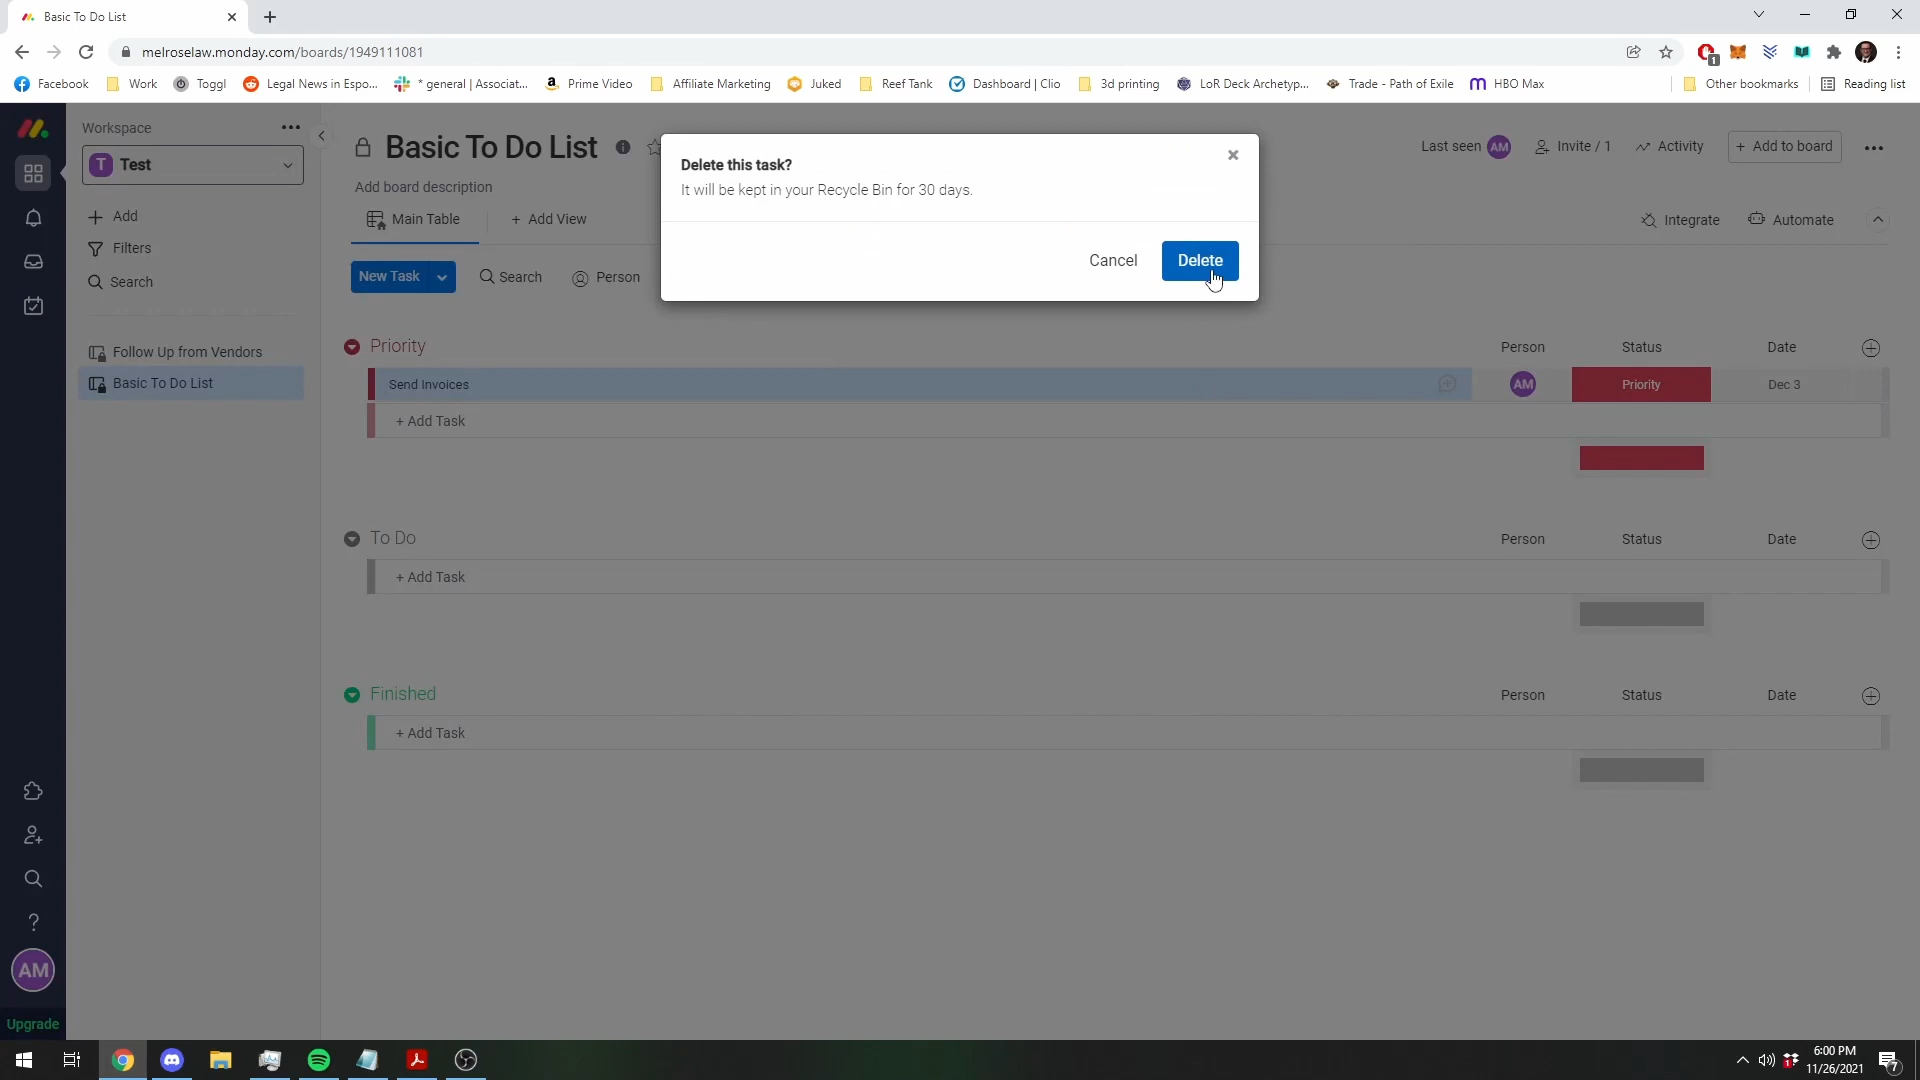 Basic To Do List
melroselaw.monday.com/boards/1949111081
1
Facebook
Work
Toggl
Legal News in Espo...
* general | Associat...
Prime Video
Affiliate Marketing
Juked
Reef Tank
Dashboard | Clio
3d printing
LoR Deck Archetyp...
Trade - Path of Exile
HBO Max
Other bookmarks
Reading list
Workspace
T Test
Add
Filters
Search
Follow Up from Vendors
Basic To Do List
Basic To Do List
Add board description
Main Table
+ Add View
New Task
Search
Person
Last seen AM
Invite / 1
Activity
+ Add to board
Integrate
Automate
Delete this task?
It will be kept in your Recycle Bin for 30 days.
Cancel
Delete
Priority Person Status Date
Send Invoices AM Priority Dec 3
+ Add Task
To Do Person Status Date
+ Add Task
Finished Person Status Date
+ Add Task
?
AM
Upgrade
1
6:00 PM
11/26/2021
7